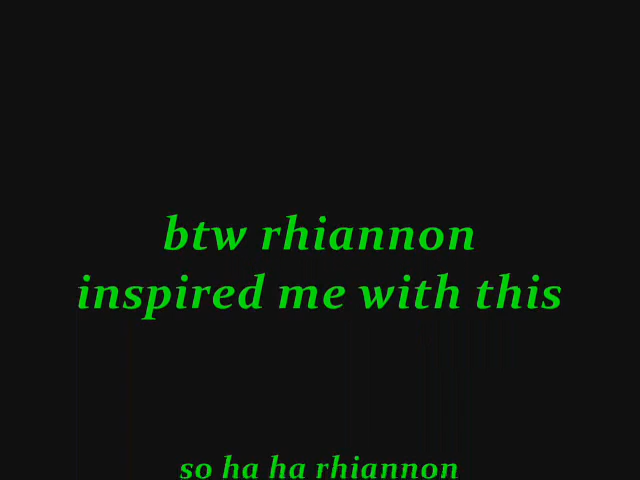 btw rhiannon
inspired me with this
so ha ha rhiannon